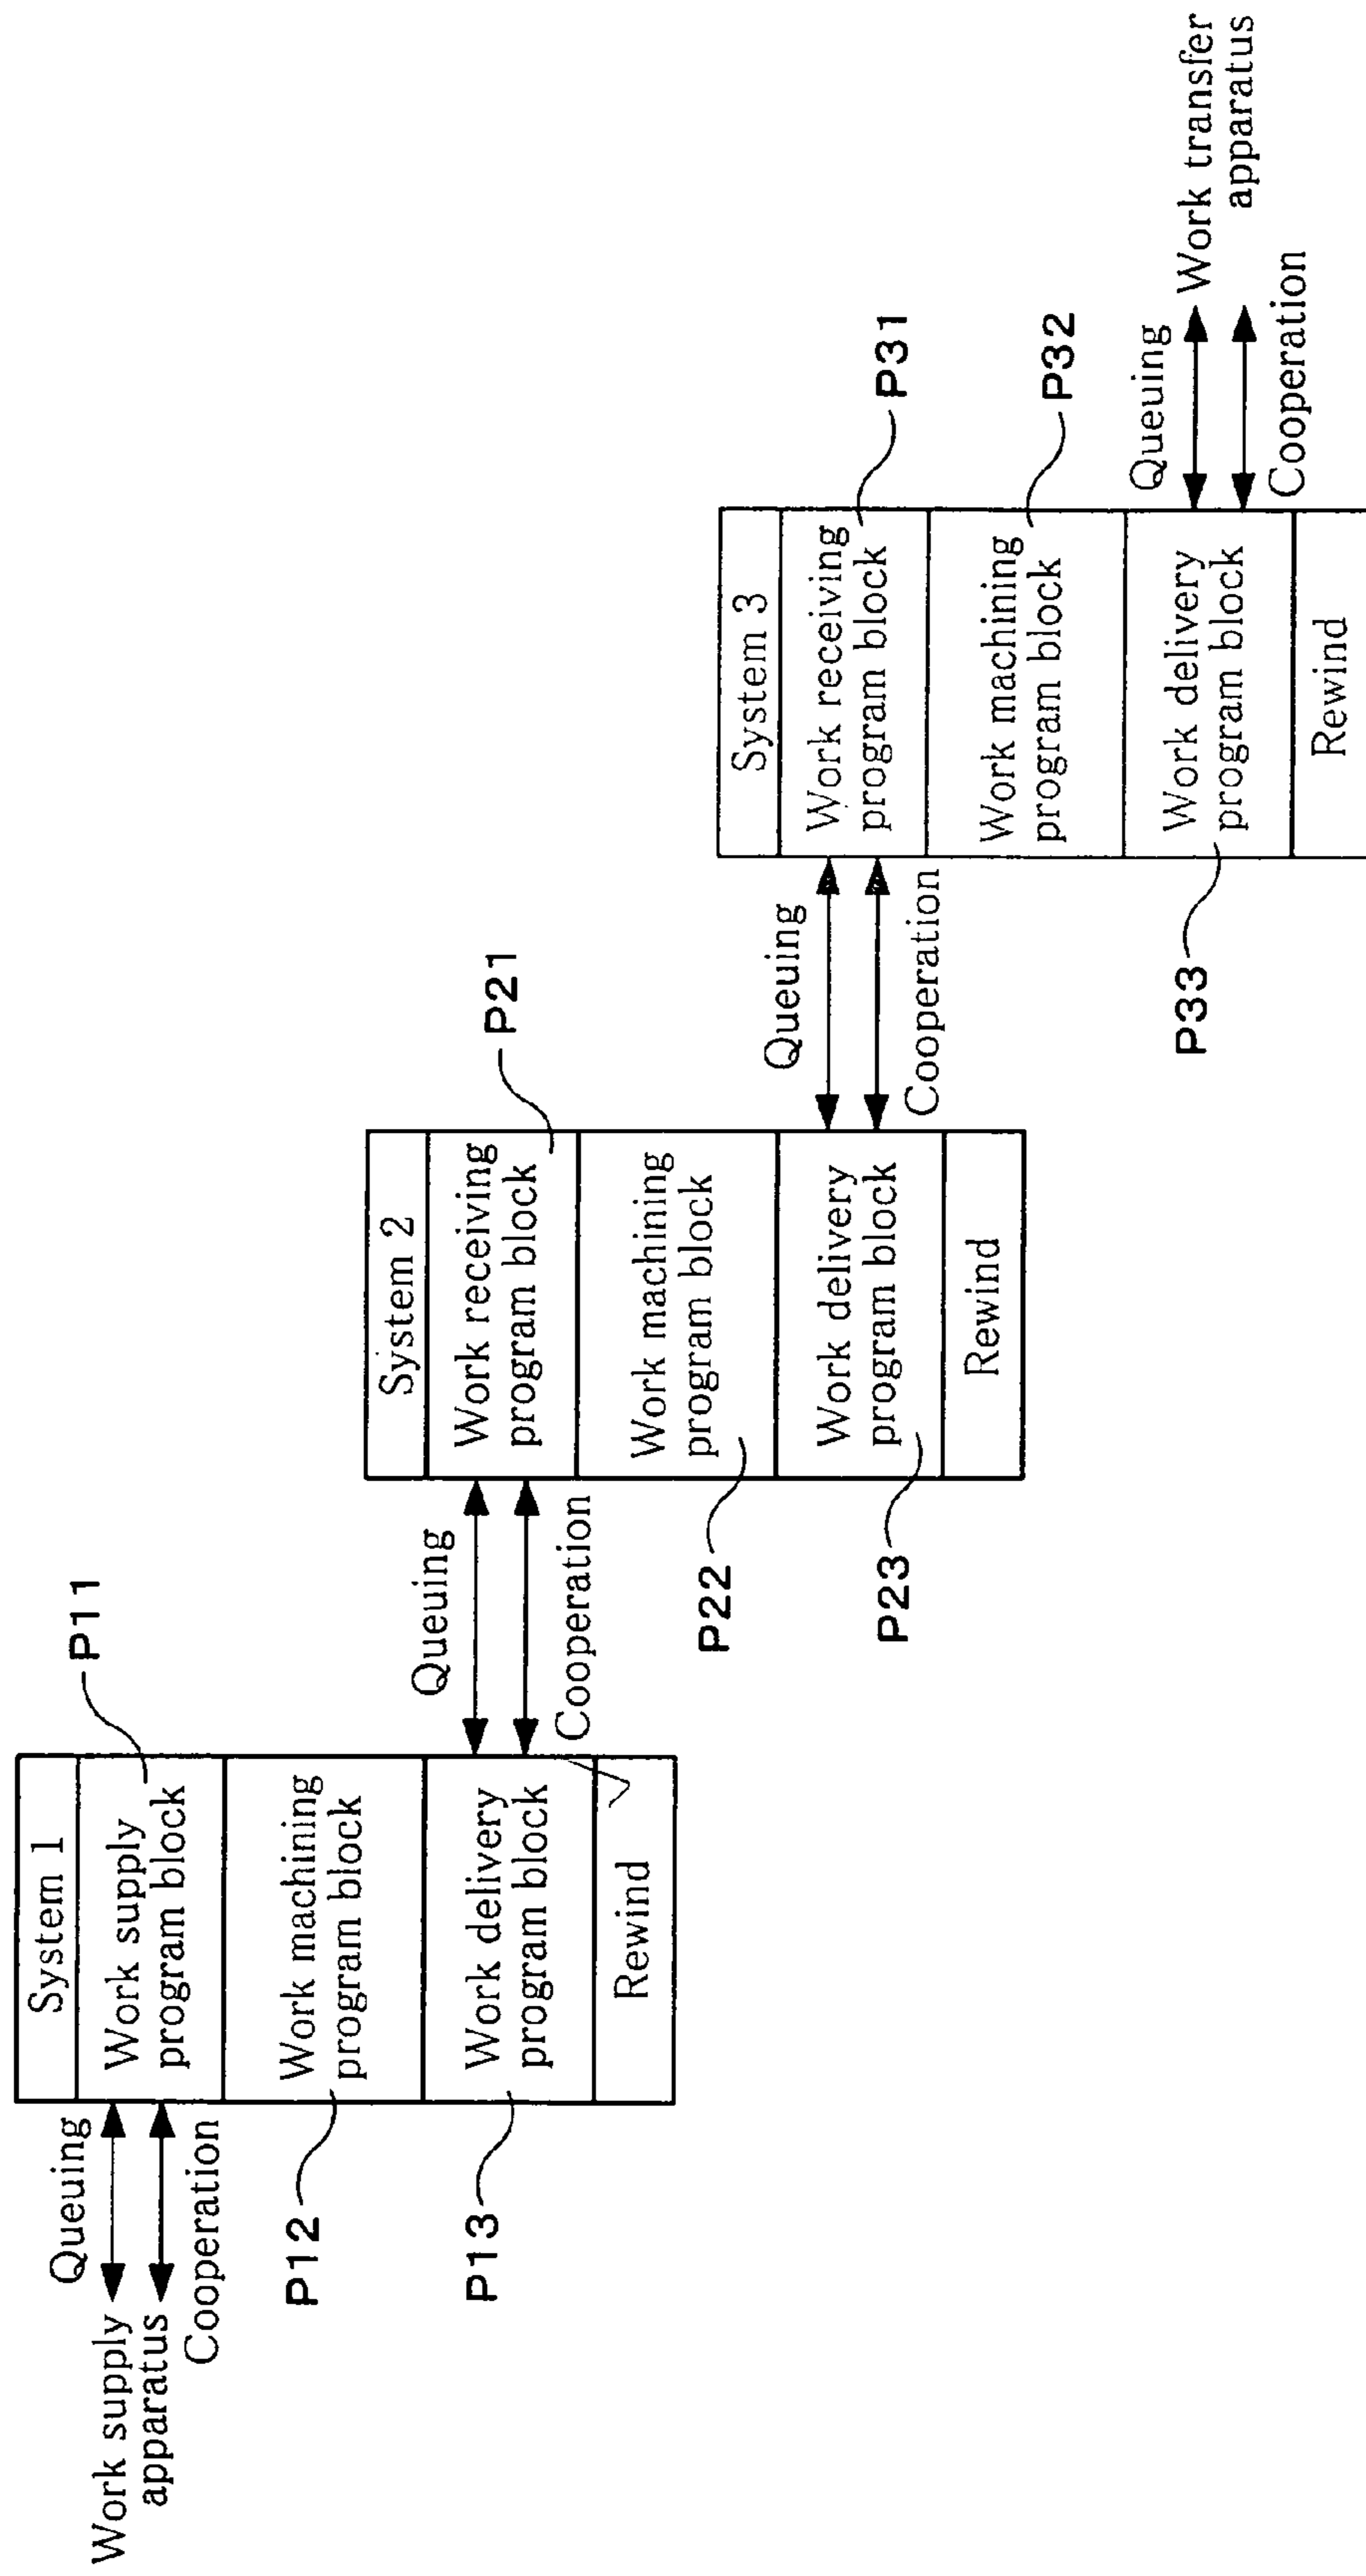 Work supply
apparatus
Queuing
Cooperation
System 1
Work supply
program block
P11
Work machining
program block
P12
Work delivery
program block
P13
Rewind
Queuing
Cooperation
System 2
Work receiving
program block
P21
Work machining
program block
P22
Work delivery
program block
P23
Rewind
Queuing
Cooperation
System 3
Work receiving
program block
P31
Work machining
program block
P32
Work delivery
program block
P33
Rewind
Queuing
Cooperation
Work transfer
apparatus